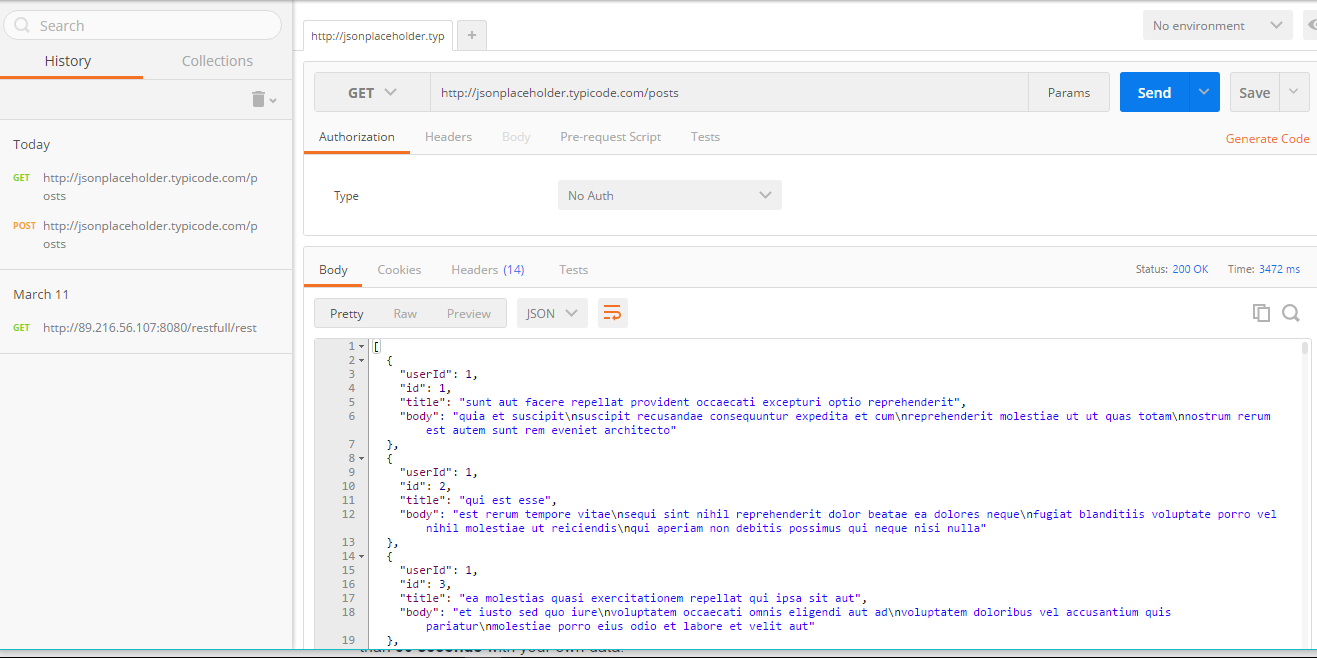 Search
History
Collections
Today
GET http://jsonplaceholder.typicode.com/p
osts
POST http://jsonplaceholder.typicode.com/p
osts
March 11
GET http://89.216.56.107:8080/restfull/rest
http://jsonplaceholder.typ
+
No environment
GET
http://jsonplaceholder.typicode.com/posts
Params
Send
Save
Authorization
Headers
Body
Pre-request Script
Tests
Generate Code
Type
No Auth
Body
Cookies
Headers (14)
Tests
Status: 200 OK
Time: 3472 ms
Pretty
Raw
Preview
JSON
1 [
2 {
3 "userId": 1,
4 "id": 1,
5 "title": "sunt aut facere repellat provident occaecati excepturi optio reprehenderit",
6 "body": "quia et suscipit\nsuscipit recusandae consequuntur expedita et cum\nreprehenderit molestiae ut ut quas totam\nnostrum rerum
est autem sunt rem eveniet architecto"
7 },
8 {
9 "userId": 1,
10 "id": 2,
11 "title": "qui est esse",
12 "body": "est rerum tempore vitae\nsequi sint nihil reprehenderit dolor beatae ea dolores neque\nfugiat blanditiis voluptate porro vel
nihil molestiae ut reiciendis\nqui aperiam non debitis possimus qui neque nisi nulla"
13 },
14 {
15 "userId": 1,
16 "id": 3,
17 "title": "ea molestias quasi exercitationem repellat qui ipsa sit aut",
18 "body": "et iusto sed quo iure\nvoluptatem occaecati omnis eligendi aut ad\nvoluptatem doloribus vel accusantium quis
pariatur\nmolestiae porro eius odio et labore et velit aut"
19 },
with your own data.